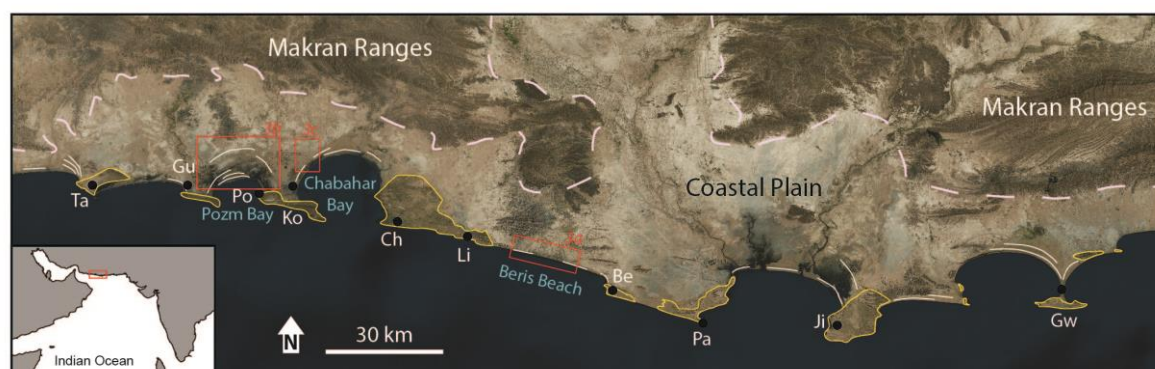 Makran Ranges
Makran Ranges
Coastal Plain
Gu
Ta
Po
Pozm Bay
Ko
Chabahar
Bay
Ch
Li
Beris Beach
Be
Pa
Ji
Gw
N
30 km
Indian Ocean